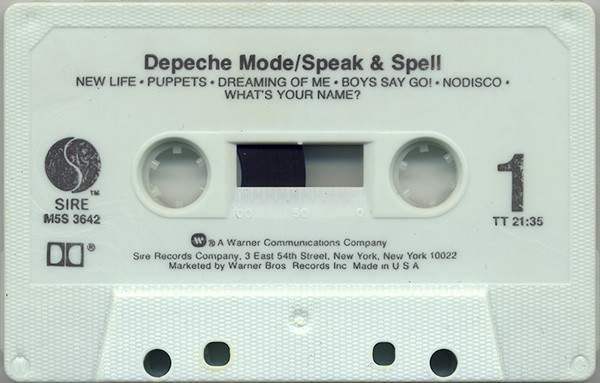 Depeche Mode/Speak & Spell
NEW LIFE • PUPPETS • DREAMING OF ME • BOYS SAY GO! • NODISCO •
WHAT'S YOUR NAME?
SIRE ™
M5S 3642
1
TT 21:35
100 50 0
® A Warner Communications Company
Sire Records Company, 3 East 54th Street, New York, New York 10022
Marketed by Warner Bros Records Inc Made in U S A